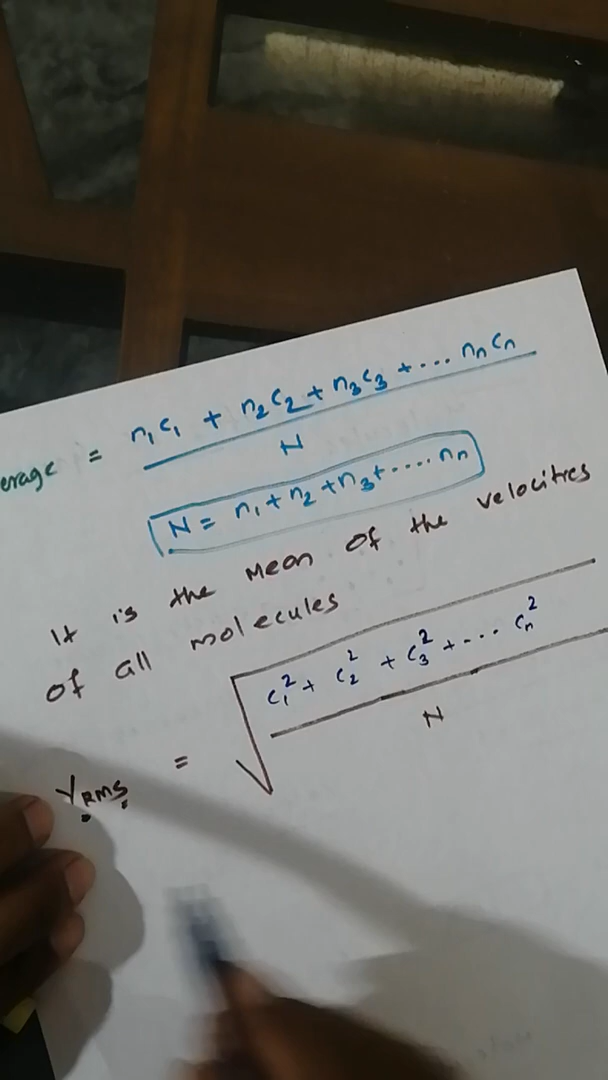 erage = n₁c₁ + n₂c₂ + n₃c₃ + .... nₙcₙ
N
N = n₁ + n₂ + n₃ + .... nₙ
It is the Mean of the velocities
of all molecules
V_RMS = √ c₁² + c₂² + c₃² + .... cₙ²
N